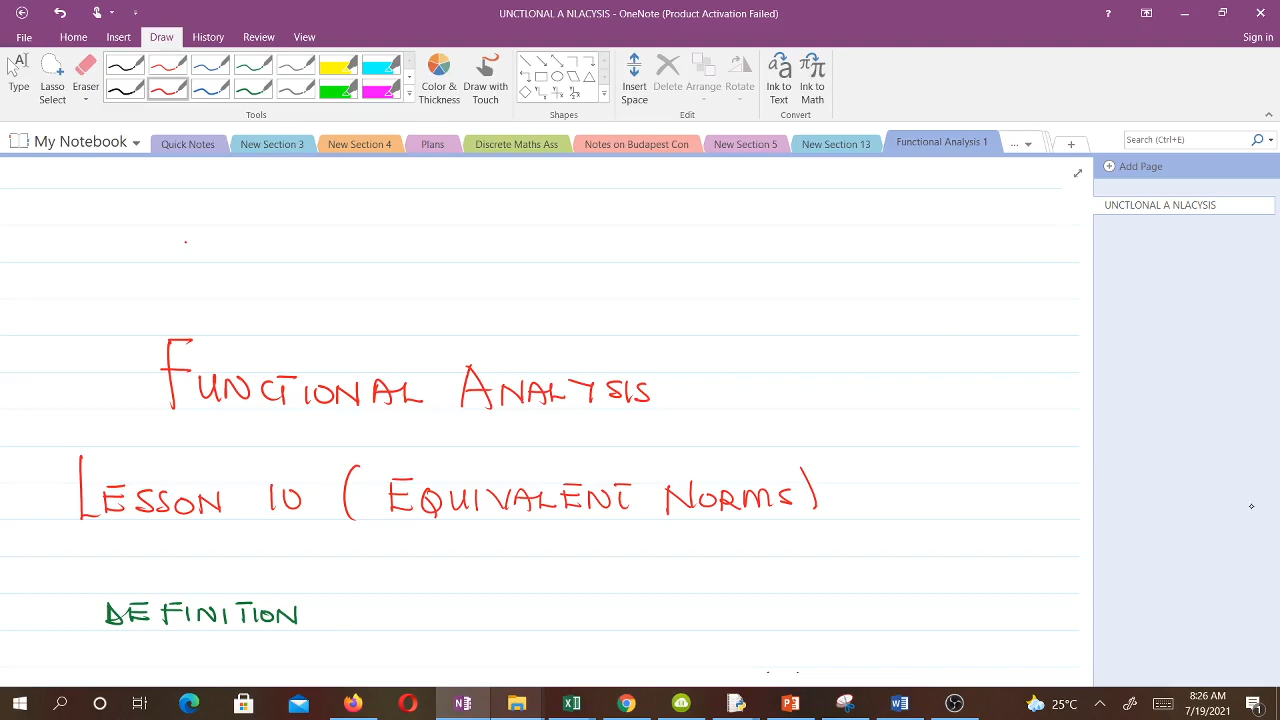 UNCTLONAL A NLACYSIS - OneNote (Product Activation Failed)
File Home Insert Draw History Review View Sign in
Type Lasso Select Eraser Color & Thickness Draw with Touch Insert Space Delete Arrange Rotate Ink to Text Ink to Math
Tools Shapes Edit Convert
My Notebook Quick Notes New Section 3 New Section 4 Plans Discrete Maths Ass Notes on Budapest Con New Section 5 New Section 13 Functional Analysis 1 ... Search (Ctrl+E)
Add Page
UNCTLONAL A NLACYSIS
FUNCTIONAL ANALYSIS
LESSON 10 ( EQUIVALENT NORMS)
DEFINITION
25°C 8:26 AM
7/19/2021